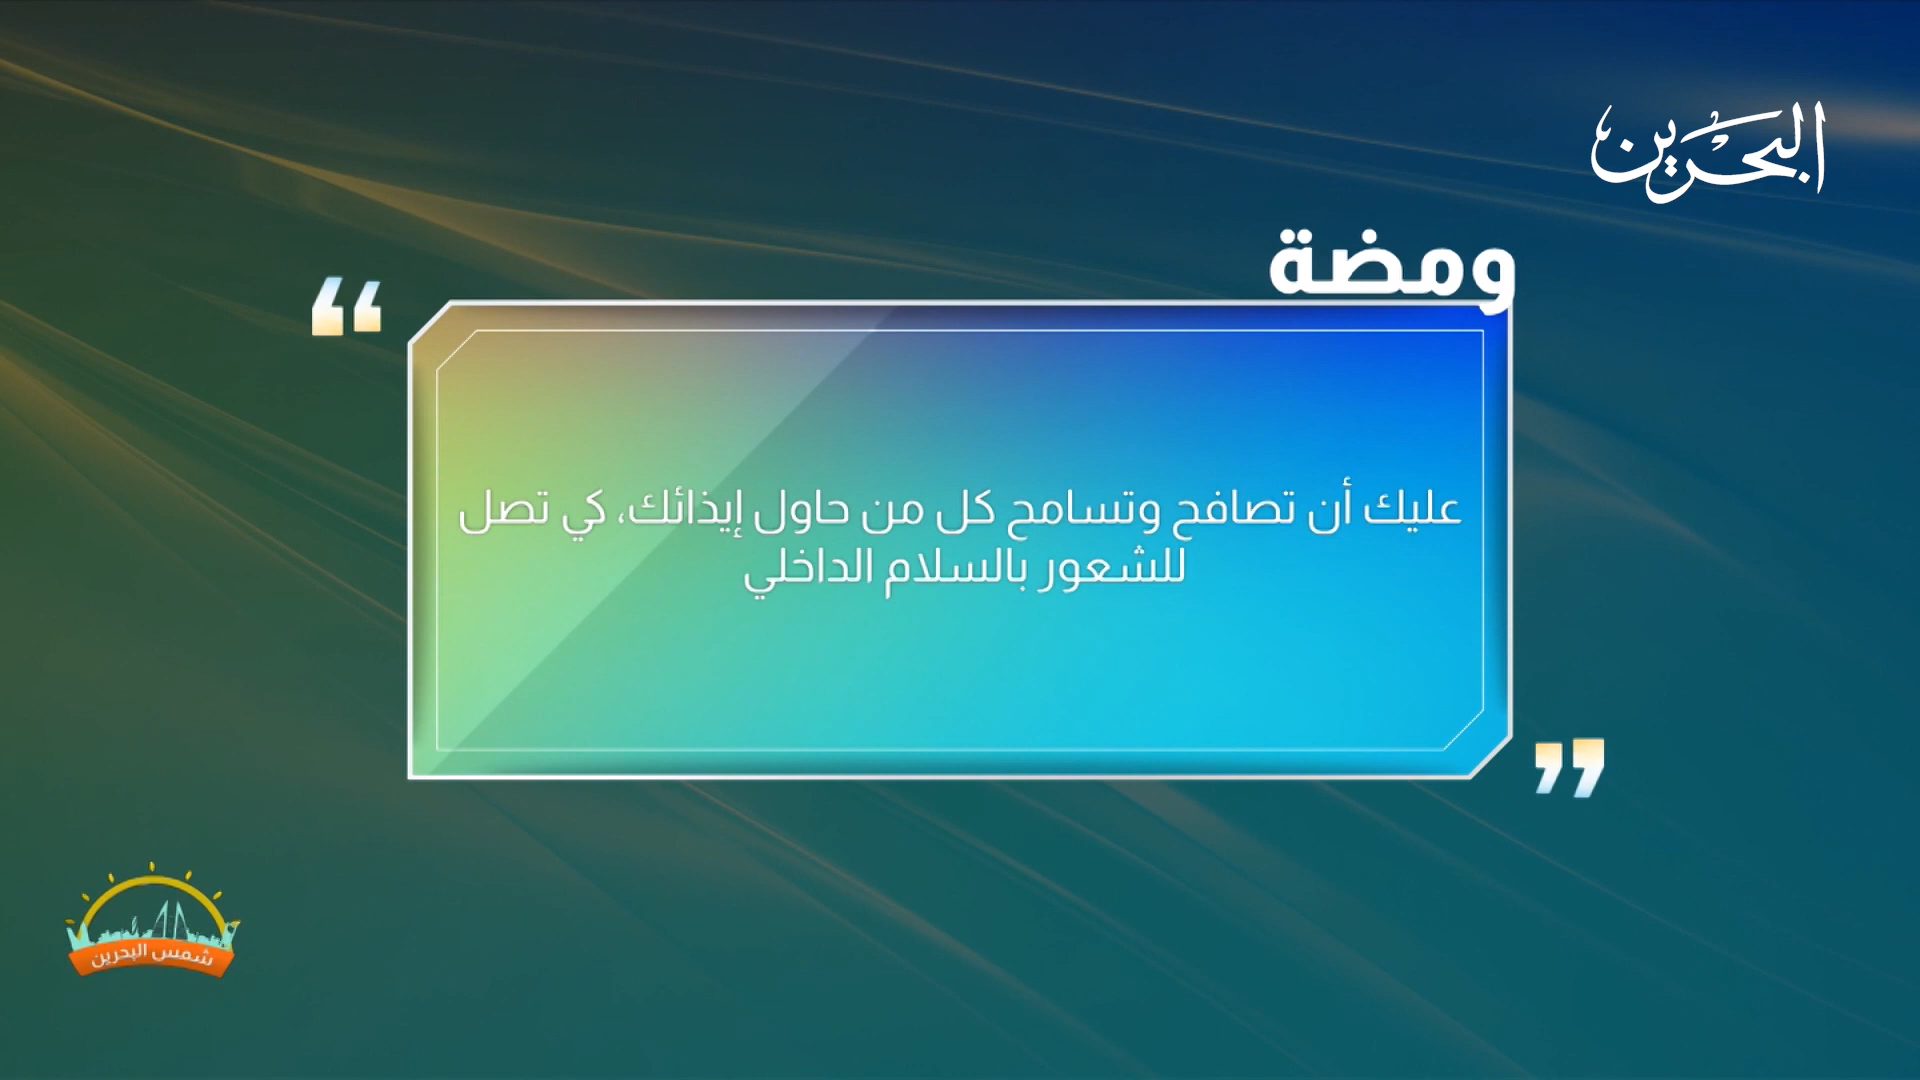 البحرين
ومضة
عليك أن تصافح وتسامح كل من حاول إيذائك، كي تصل
للشعور بالسلام الداخلي
شمس البحرين